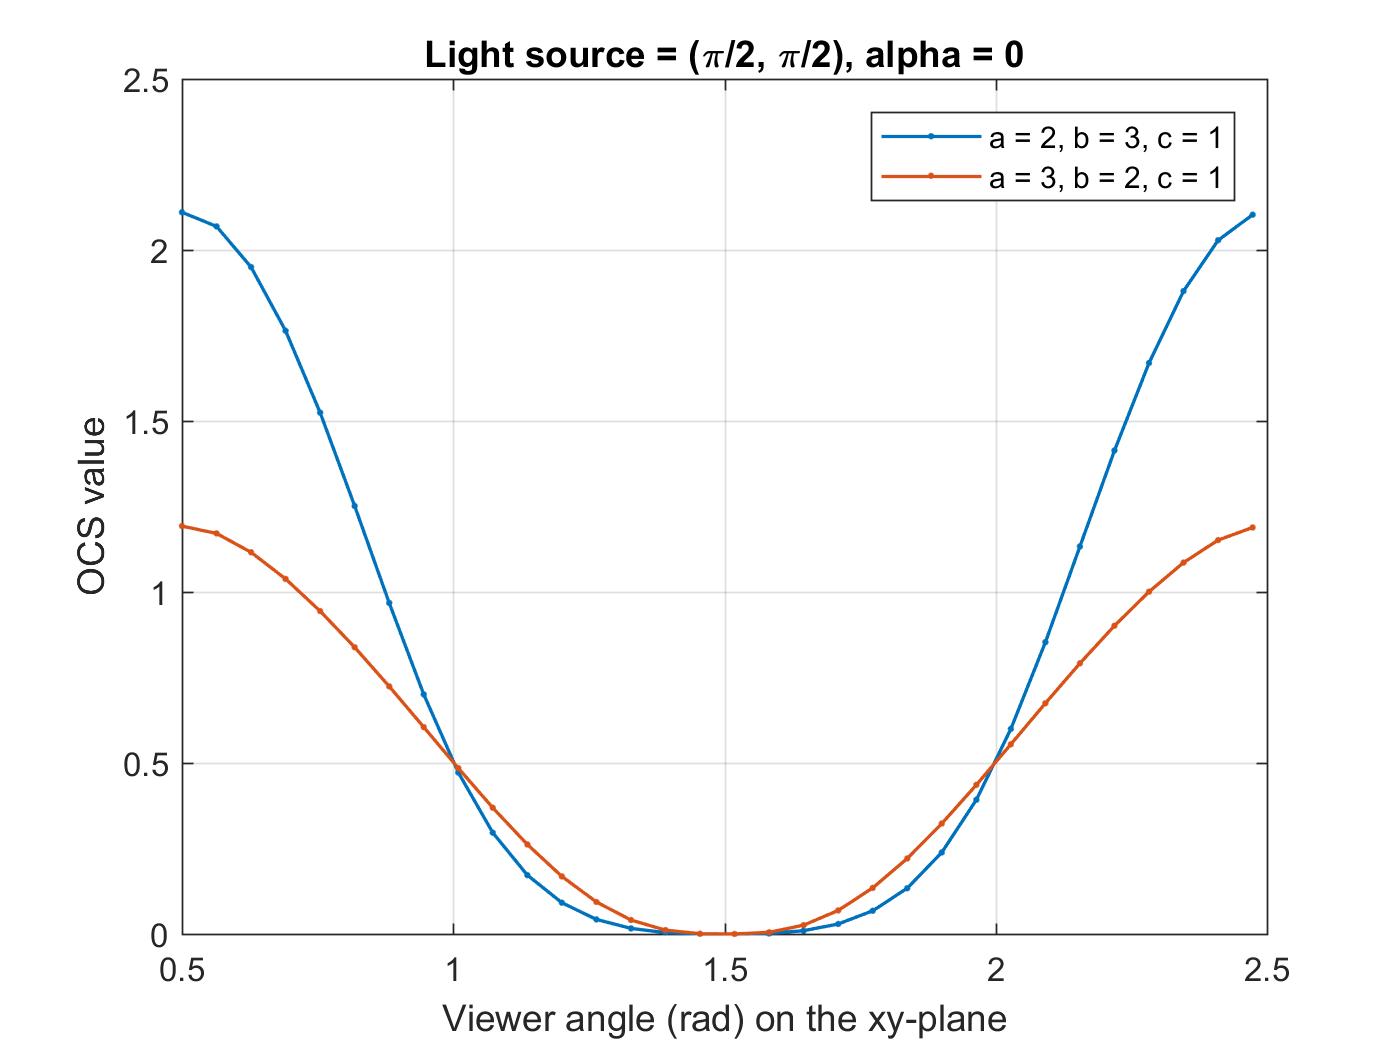 Light source = (π/2, π/2), alpha = 0
2.5
2
1.5
1
0.5
0
OCS value
a = 2, b = 3, c = 1
a = 3, b = 2, c = 1
0.5 1 1.5 2 2.5
Viewer angle (rad) on the xy-plane